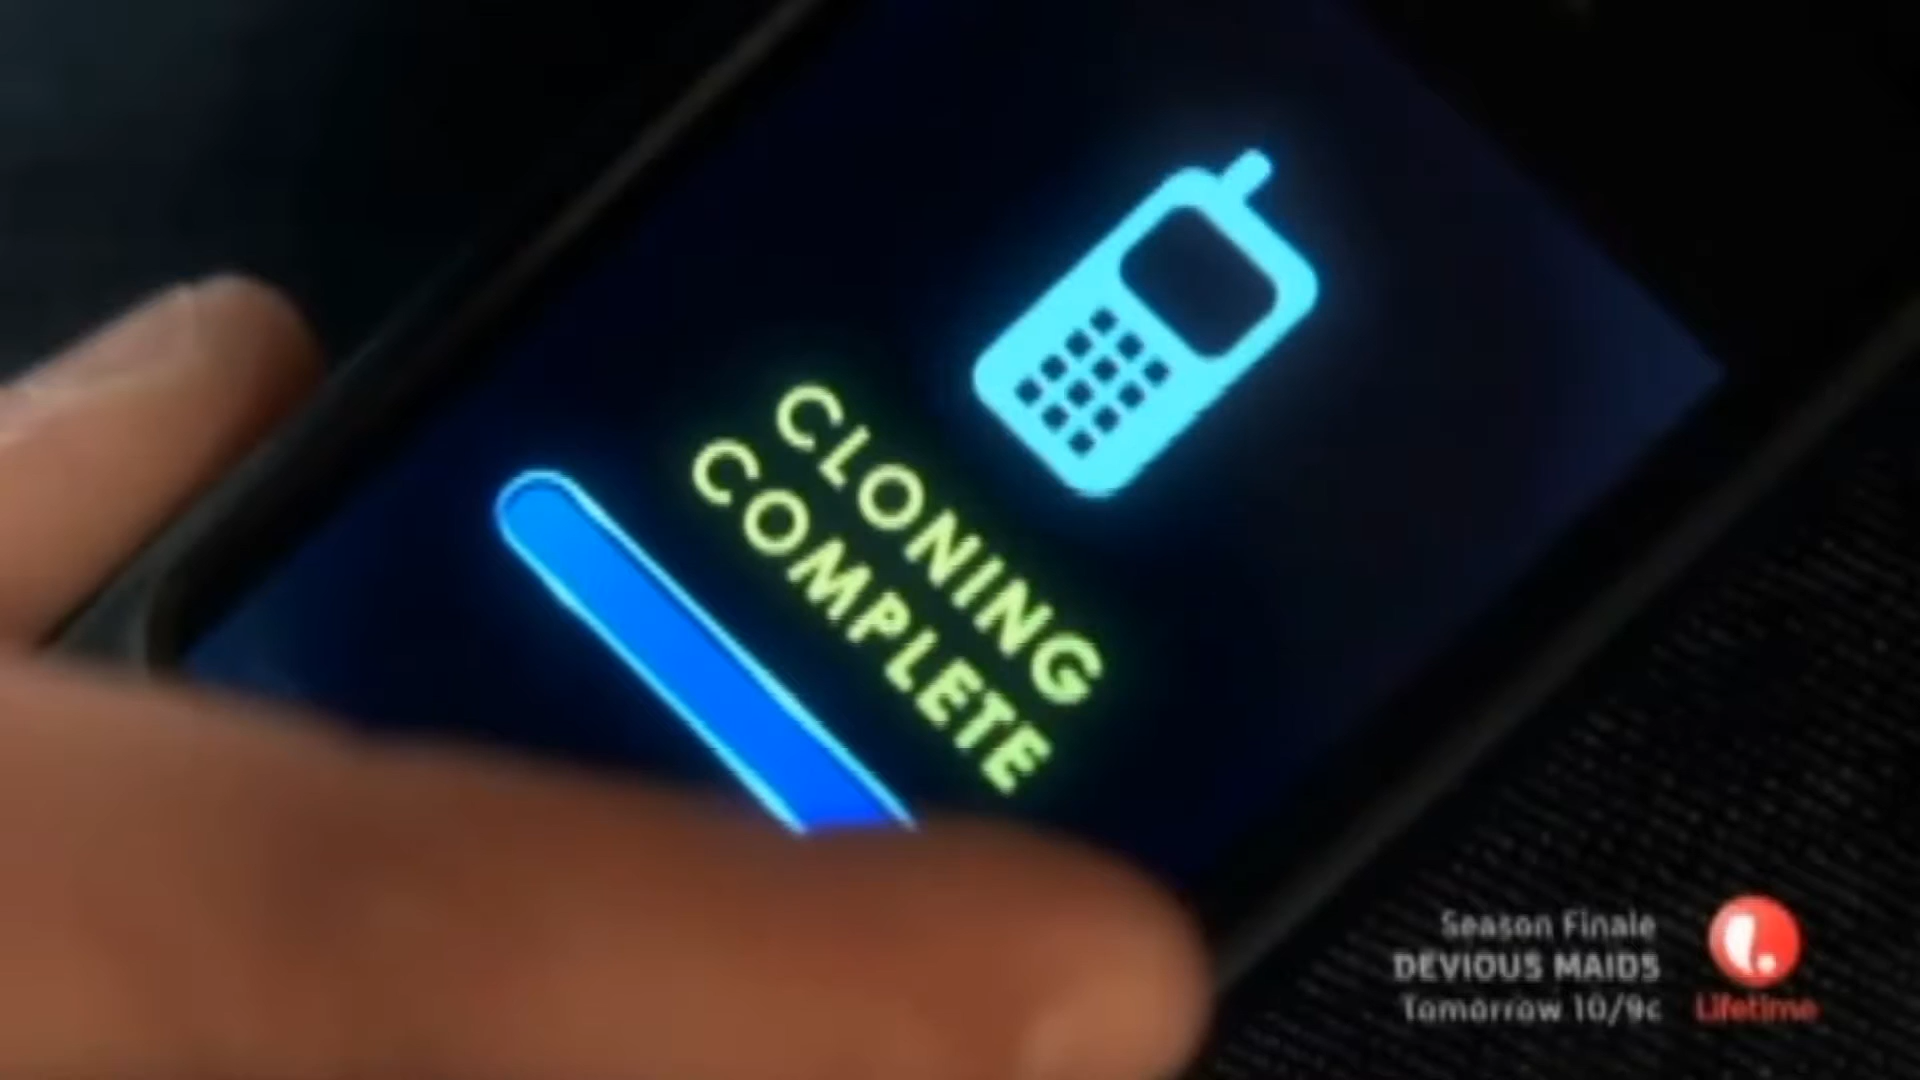 CLONING
COMPLETE
Season Finale
DEVIOUS MAIDS
Tomorrow 10/9c
Lifetime